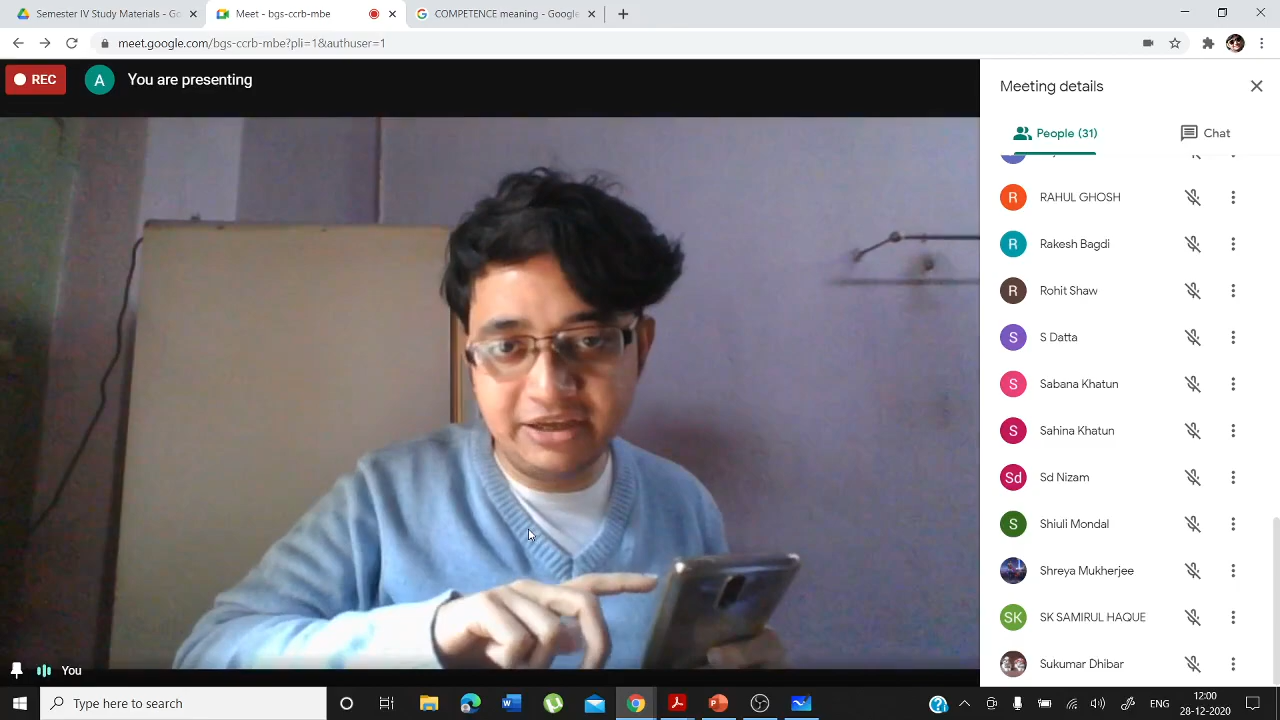 Semester IV Study Materials - Go
Meet - bgs-ccrb-mbe
COMPETENCE meaning - Google
meet.google.com/bgs-ccrb-mbe?pli=1&authuser=1
REC
A
You are presenting
Meeting details
People (31)
Chat
R
RAHUL GHOSH
R
Rakesh Bagdi
R
Rohit Shaw
S
S Datta
S
Sabana Khatun
S
Sahina Khatun
Sd
Sd Nizam
S
Shiuli Mondal
Shreya Mukherjee
SK
SK SAMIRUL HAQUE
Sukumar Dhibar
You
Type here to search
ENG
12:00
28-12-2020